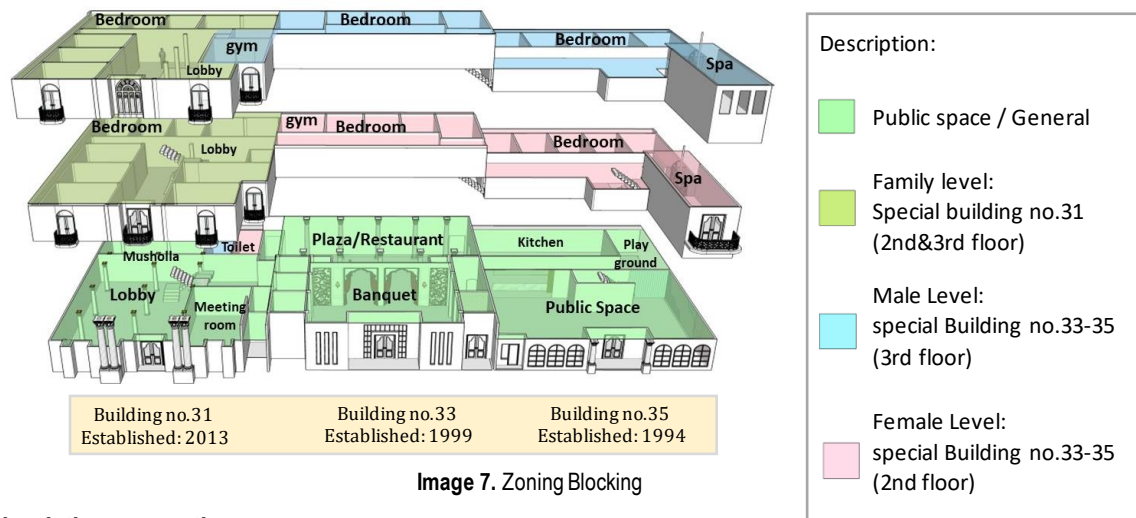 Bedroom
Bedroom
gym
Bedroom
Lobby
Spa
Bedroom
gym
Bedroom
Lobby
Bedroom
Spa
Toilet
Plaza/Restaurant
Kitchen
Play
ground
Musholla
Lobby
Meeting
room
Banquet
Public Space
Building no.31
Established: 2013
Building no.33
Established: 1999
Building no.35
Established: 1994
Image 7. Zoning Blocking
Description:
Public space / General
Family level:
Special building no.31
(2nd&3rd floor)
Male Level:
special Building no.33-35
(3rd floor)
Female Level:
special Building no.33-35
(2nd floor)